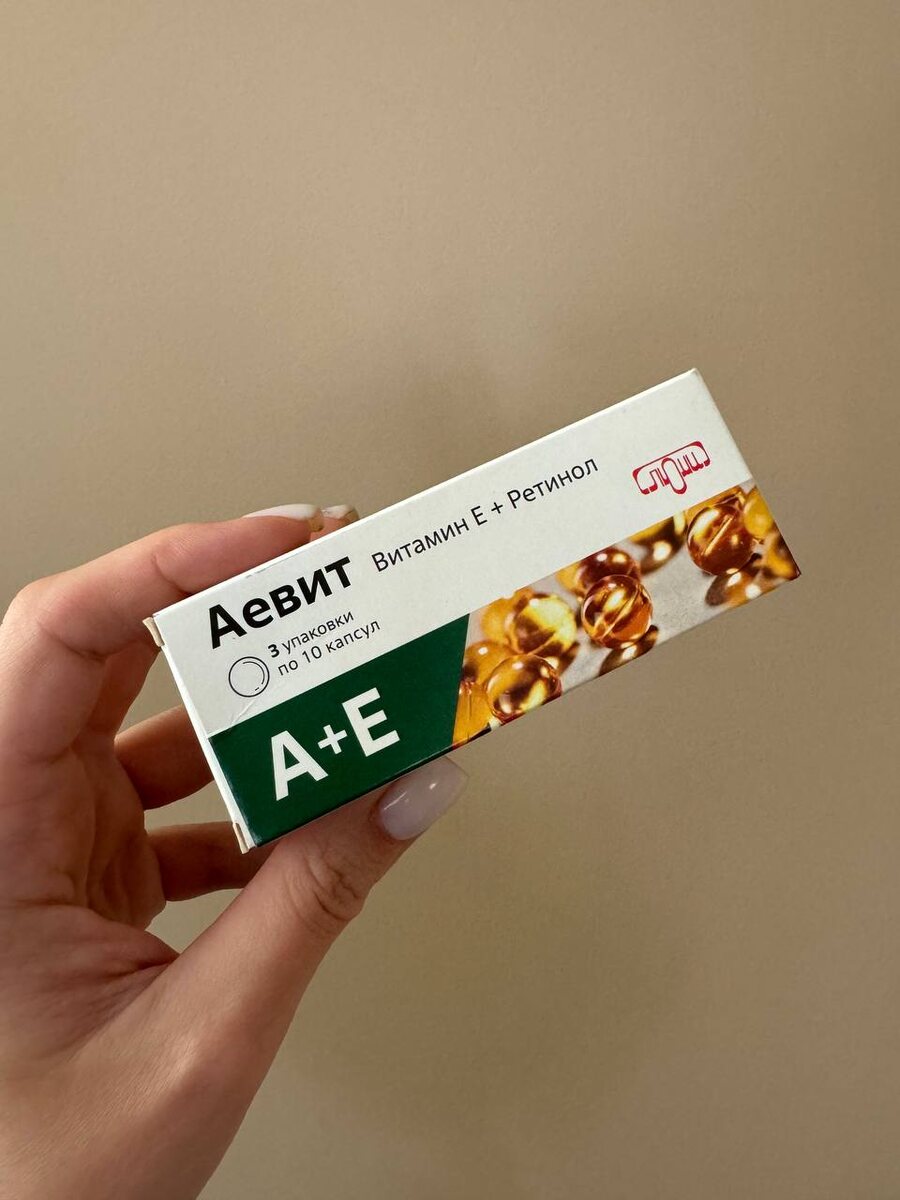 Аевит
Витамин Е + Ретинол
3 упаковки
по 10 капсул
А+Е